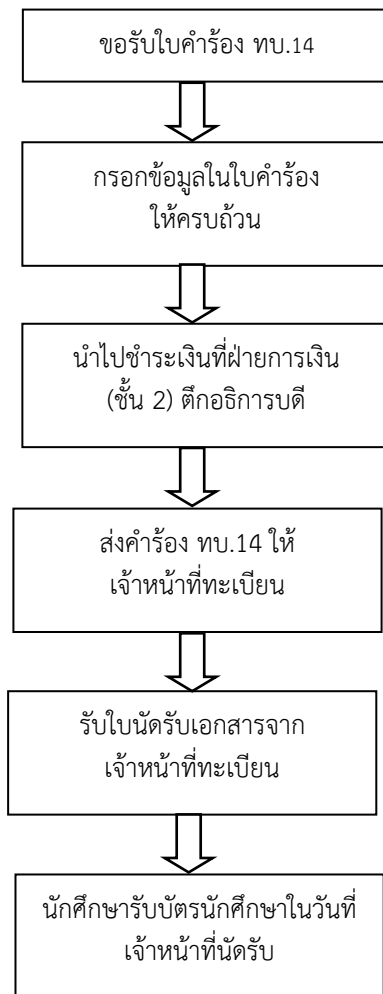 ขอรับใบคำร้อง ทบ.14
กรอกข้อมูลในใบคำร้อง
ให้ครบถ้วน
นำไปชำระเงินที่ฝ่ายการเงิน
(ชั้น 2) ตึกอธิการบดี
ส่งคำร้อง ทบ.14 ให้
เจ้าหน้าที่ทะเบียน
รับใบนัดรับเอกสารจาก
เจ้าหน้าที่ทะเบียน
นักศึกษารับบัตรนักศึกษาในวันที่
เจ้าหน้าที่นัดรับ